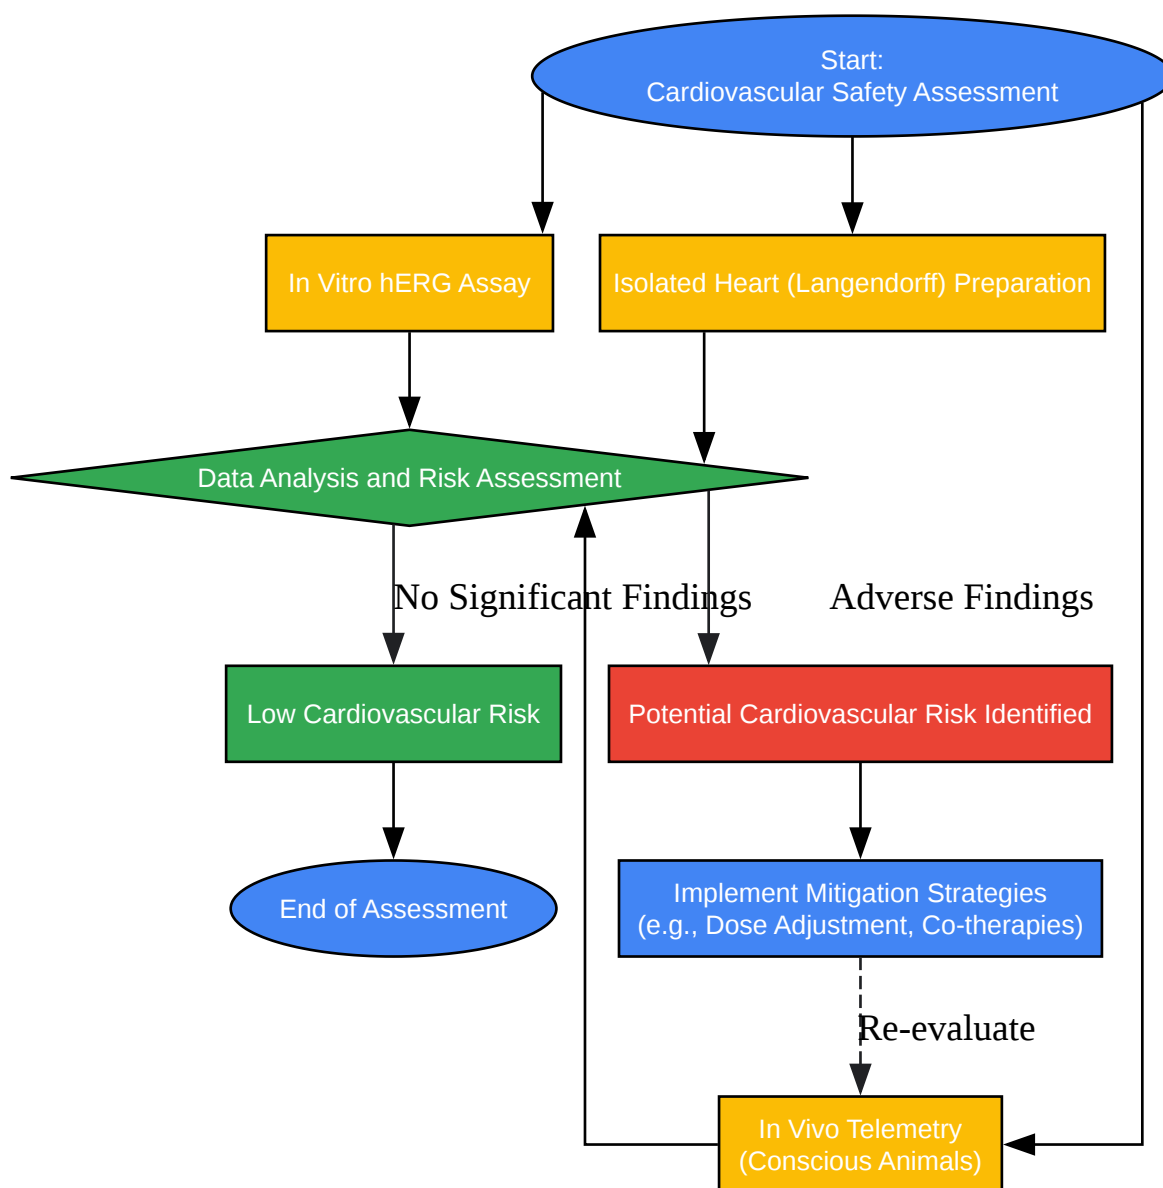 Start:
Cardiovascular Safety Assessment
In Vitro hERG Assay
Isolated Heart (Langendorff) Preparation
Data Analysis and Risk Assessment
No Significant Findings
Adverse Findings
Low Cardiovascular Risk
Potential Cardiovascular Risk Identified
End of Assessment
Implement Mitigation Strategies
(e.g., Dose Adjustment, Co-therapies)
Re-evaluate
In Vivo Telemetry
(Conscious Animals)